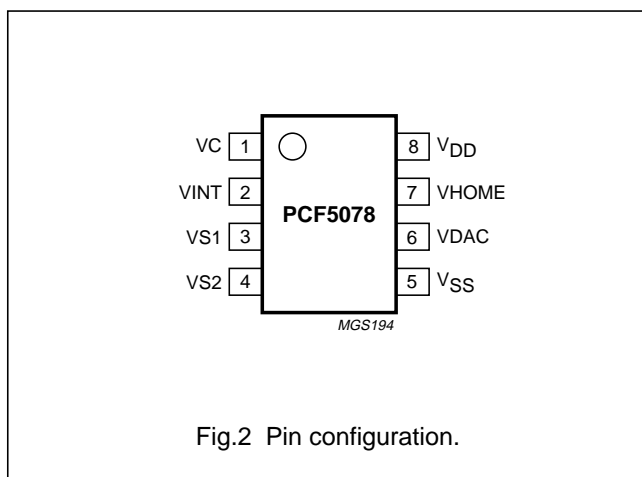 VC 1 8 VDD
VINT 2 7 VHOME
PCF5078
VS1 3 6 VDAC
VS2 4 5 VSS
MGS194
Fig.2 Pin configuration.